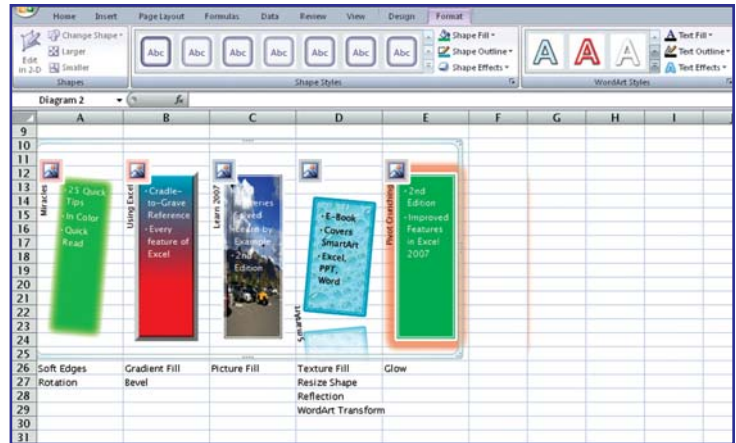 Home Insert Page Layout Formulas Data Review View Design Format
Change Shape
Larger
Smaller
Edit in 2-D
Shapes
Abc Abc Abc Abc Abc Abc Abc
Shape Fill
Shape Outline
Shape Effects
Shape Styles
A A A
Text Fill
Text Outline
Text Effects
WordArt Styles
Diagram 2 fx
A B C D E F G H I J
9
10
11
12
13
14
15
16
17
18
19
20
21
22
23
24
25
Miracles
• 25 Quick
Tips
• In Color
• Quick
Read
Using Excel
• Cradle-
to-Grave
Reference
• Every
feature of
Excel
Learn 2007
Learn by
Example
• 2nd
Edition
SmartArt
• E-Book
• Covers
SmartArt
• Excel,
PPT,
Word
Pivot Crunching
• 2nd
Edition
• Improved
Features
in Excel
2007
26 Soft Edges Gradient Fill Picture Fill Texture Fill Glow
27 Rotation Bevel Resize Shape
28 Reflection
29 WordArt Transform
30
31